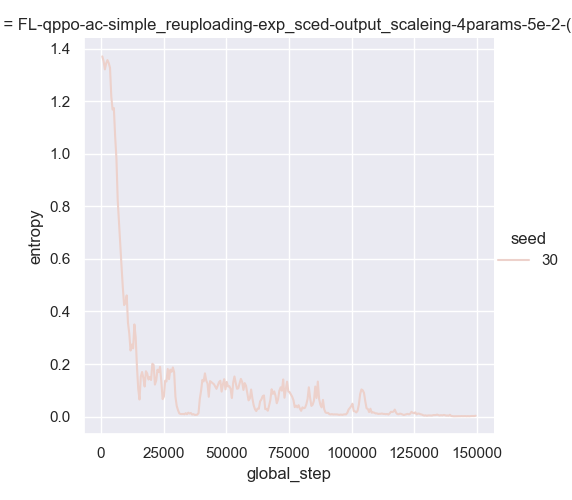 = FL-qppo-ac-simple_reuploading-exp_sced-output_scaleing-4params-5e-2-(
1.4
1.2
1.0
0.8
0.6
0.4
0.2
0.0
entropy
0 25000 50000 75000 100000 125000 150000
global_step
seed
30